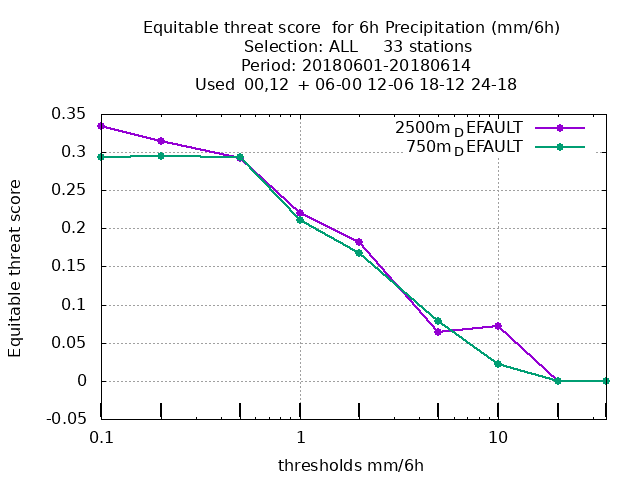 Equitable threat score  for 6h Precipitation (mm/6h)
Selection: ALL     33 stations
Period: 20180601-20180614
Used  00,12  + 06-00 12-06 18-12 24-18
0.35
0.3
0.25
0.2
0.15
0.1
0.05
0
-0.05
Equitable threat score
2500m_DEFAULT
750m_DEFAULT
0.1
1
10
thresholds mm/6h